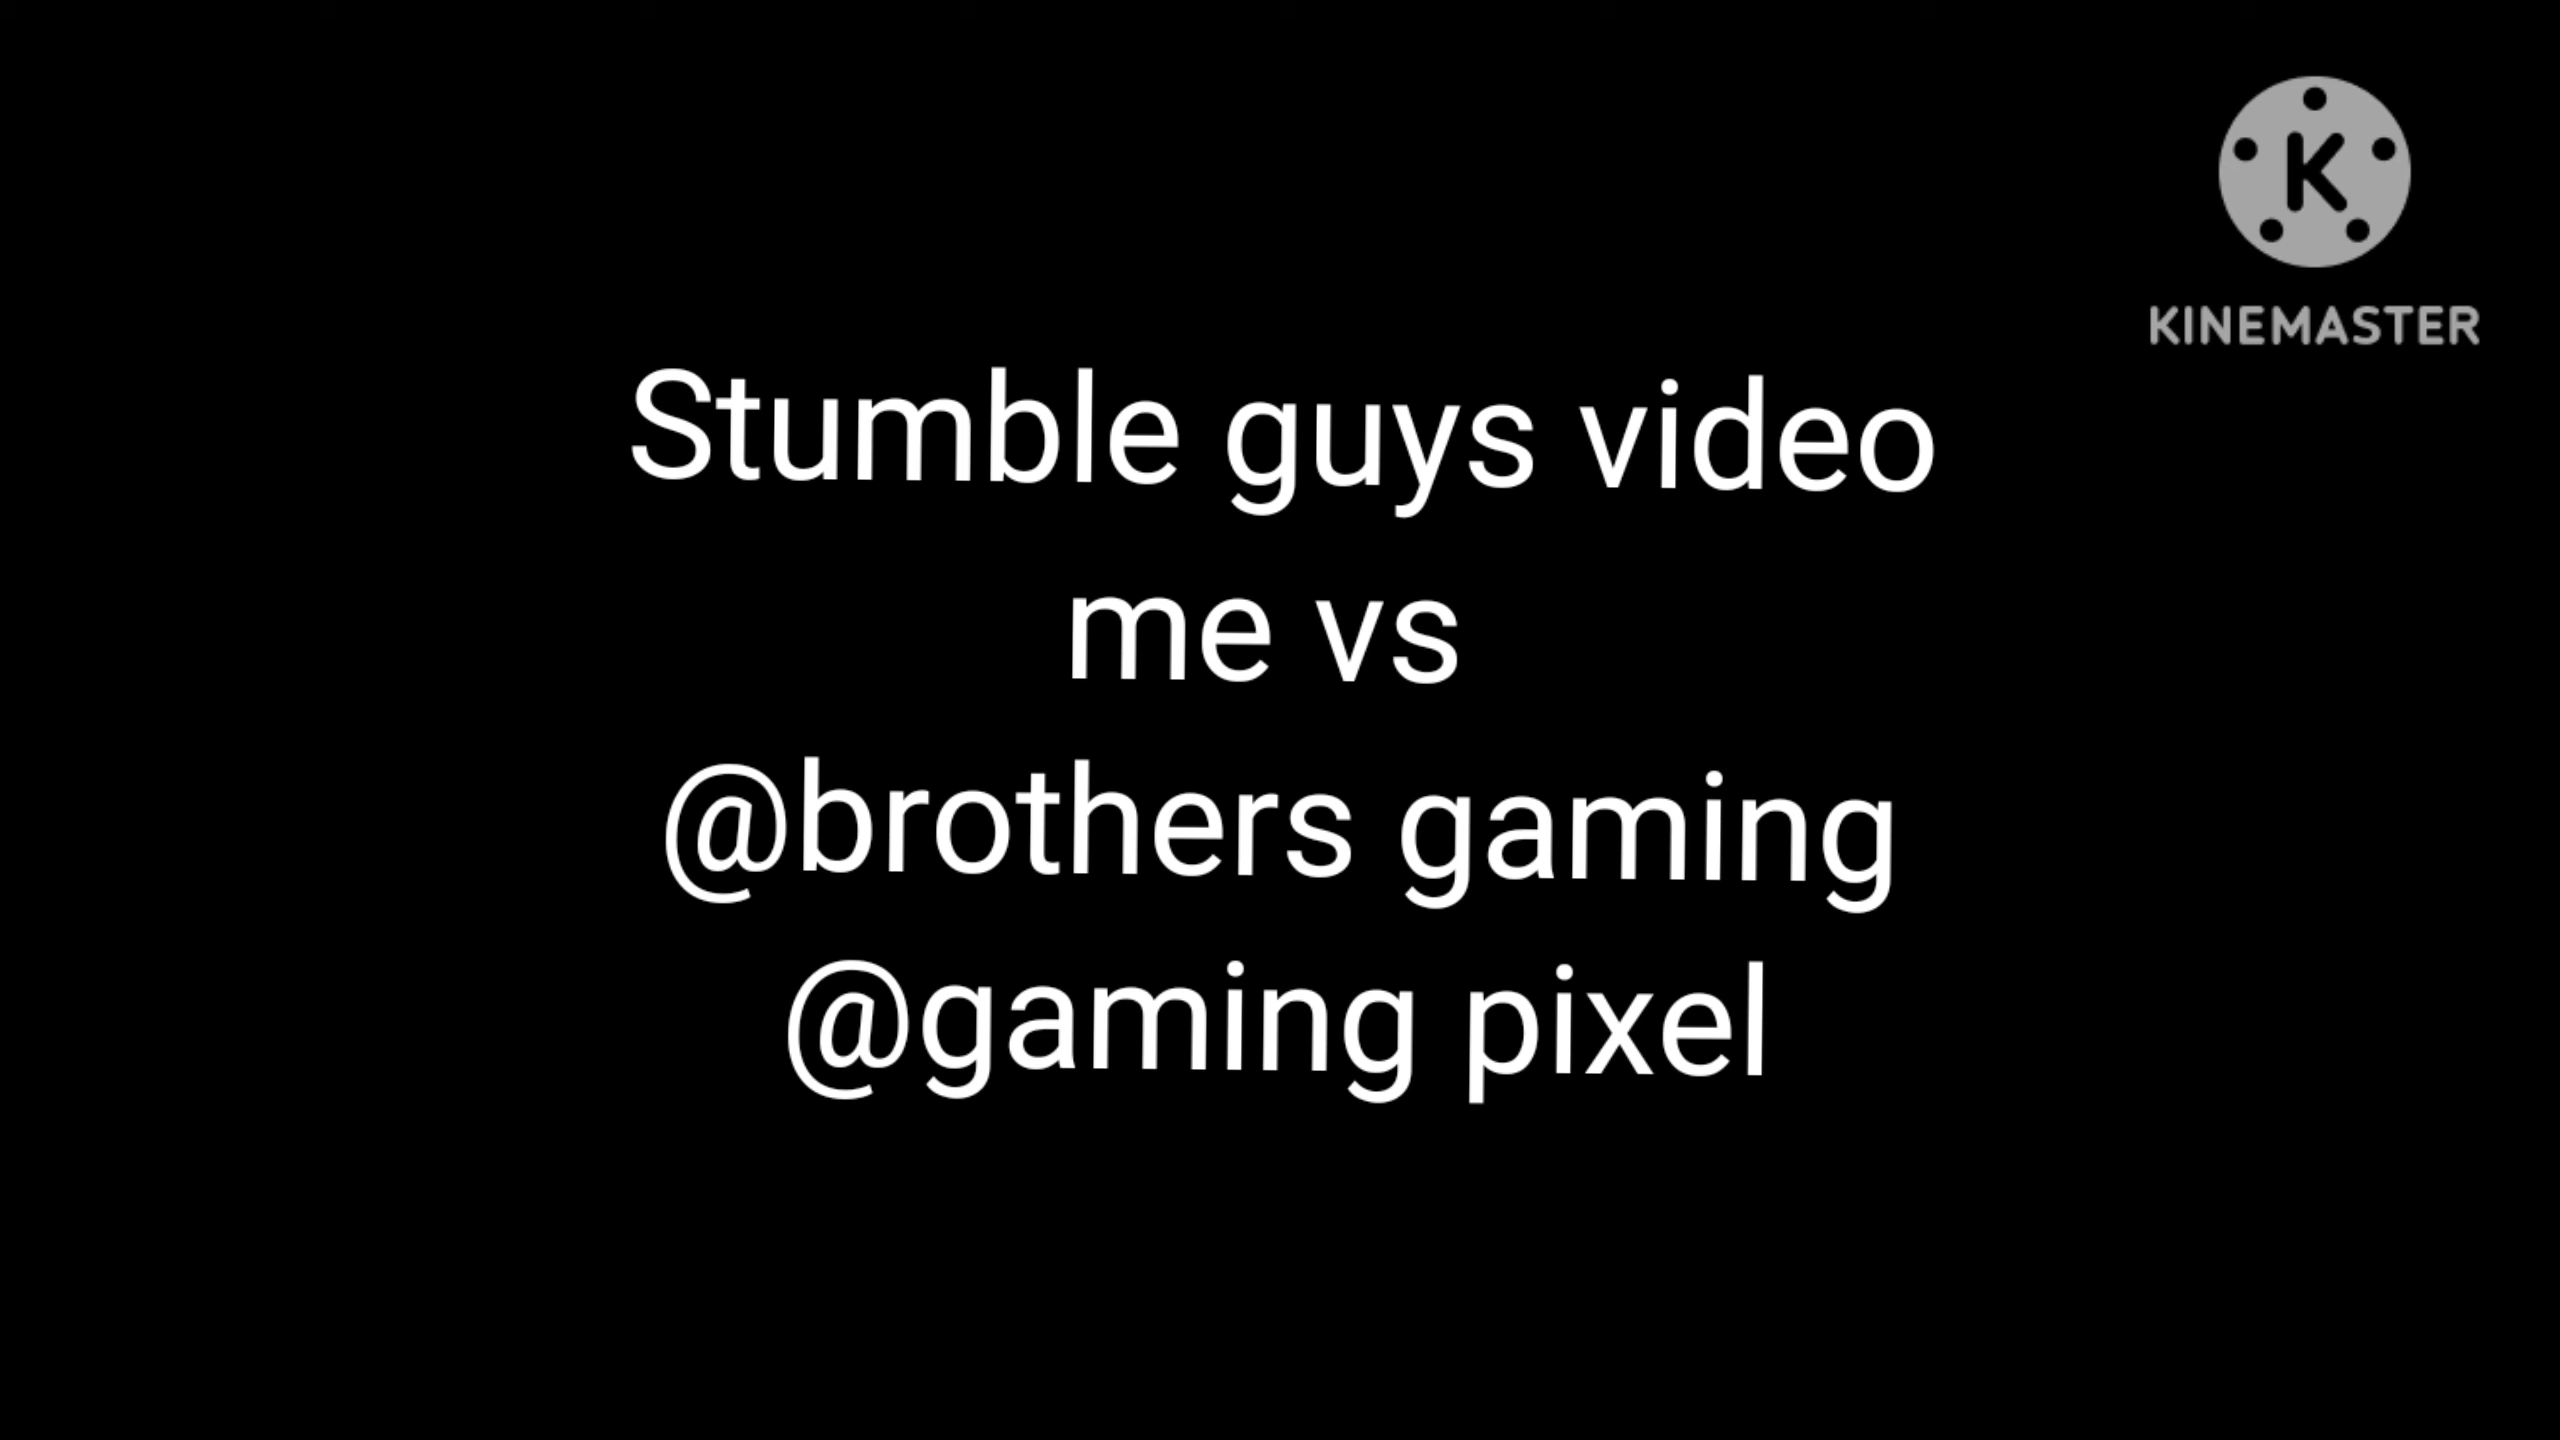 K
KINEMASTER
Stumble guys video
me vs
@brothers gaming
@gaming pixel